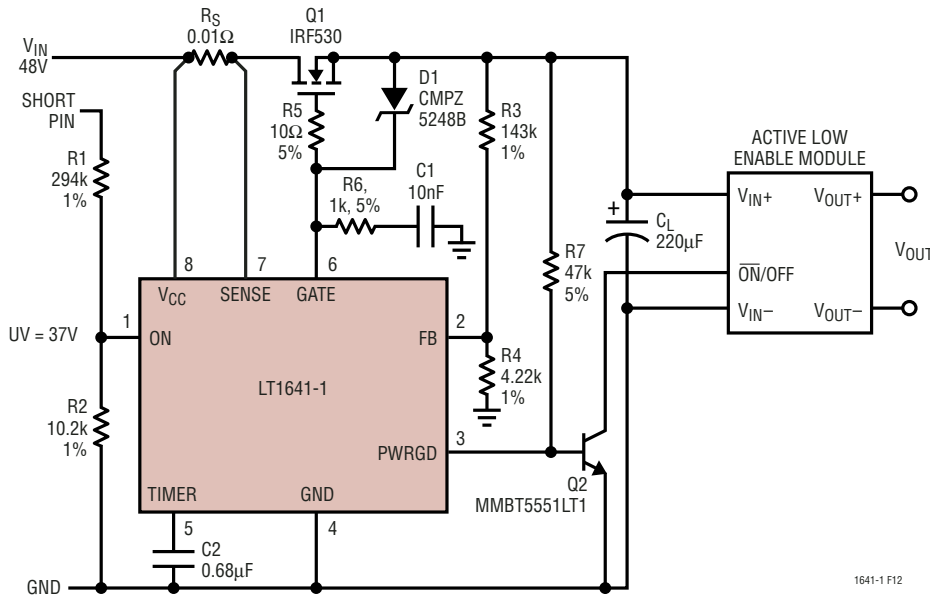 RS
0.01Ω
Q1
IRF530
VIN
48V
SHORT
PIN
R1
294k
1%
R5
10Ω
5%
D1
CMPZ
5248B
R3
143k
1%
R6,
1k, 5%
C1
10nF
ACTIVE LOW
ENABLE MODULE
VIN+
VOUT+
ON/OFF
VIN–
VOUT–
VOUT
+
CL
220µF
R7
47k
5%
8
7
6
VCC
SENSE
GATE
UV = 37V
1
ON
2
FB
LT1641-1
R4
4.22k
1%
R2
10.2k
1%
3
PWRGD
Q2
MMBT5551LT1
TIMER
GND
5
4
C2
0.68µF
GND
1641-1 F12